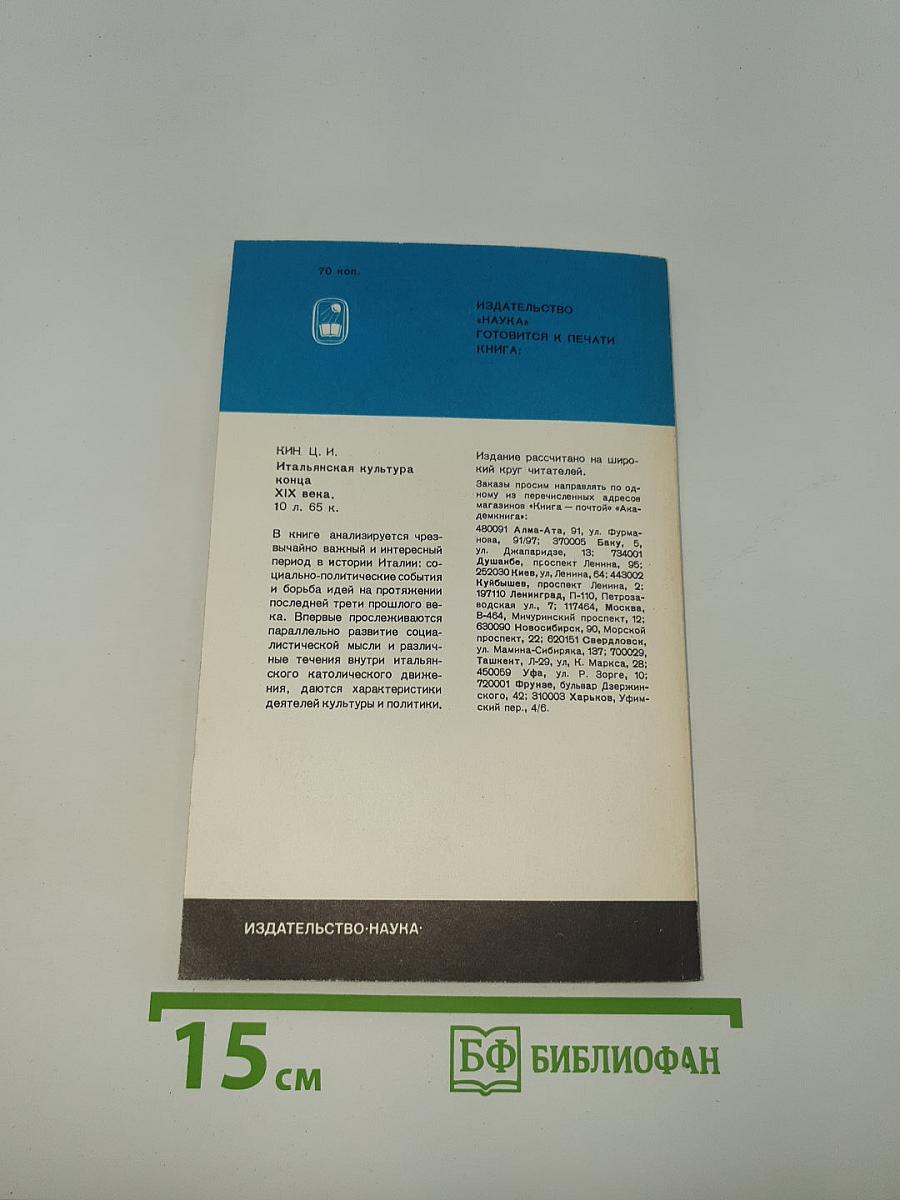 70 коп.
ИЗДАТЕЛЬСТВО
«НАУКА»
ГОТОВИТСЯ К ПЕЧАТИ
КНИГА:
КИН Ц. И.
Итальянская культура
конца
XIX века.
10 л. 65 к.
В книге анализируется чрез-
вычайно важный и интересный
период в истории Италии: со-
циально-политические события
и борьба идей на протяжении
последней трети прошлого ве-
ка. Впервые прослеживаются
параллельно развитие социа-
листической мысли и различ-
ные течения внутри итальян-
ского католического движе-
ния, даются характеристики
деятелей культуры и политики.
Издание рассчитано на широ-
кий круг читателей.
Заказы просим направлять по од-
ному из перечисленных адресов
магазинов «Книга — почтой» «Ака-
демкнига»:
480091 Алма-Ата, 91, ул. Фурма-
нова, 91/97; 370005 Баку, 5,
ул. Джапаридзе, 13; 734001
Душанбе, проспект Ленина, 95;
252030 Киев, ул, Ленина, 64; 443002
Куйбышев, проспект Ленина, 2;
197110 Ленинград, П-110, Петроза-
водская ул., 7; 117464, Москва,
В-464, Мичуринский проспект, 12;
630090 Новосибирск, 90, Морской
проспект, 22; 620151 Свердловск,
ул. Мамина-Сибиряка, 137; 700029,
Ташкент, Л-29, ул, К. Маркса, 28;
450059 Уфа, ул. Р. Зорге, 10;
720001 Фрунзе, бульвар Дзержин-
ского, 42; 310003 Харьков, Уфим-
ский пер., 4/6.
ИЗДАТЕЛЬСТВО·НАУКА·
15 см
БФ БИБЛИОФАН